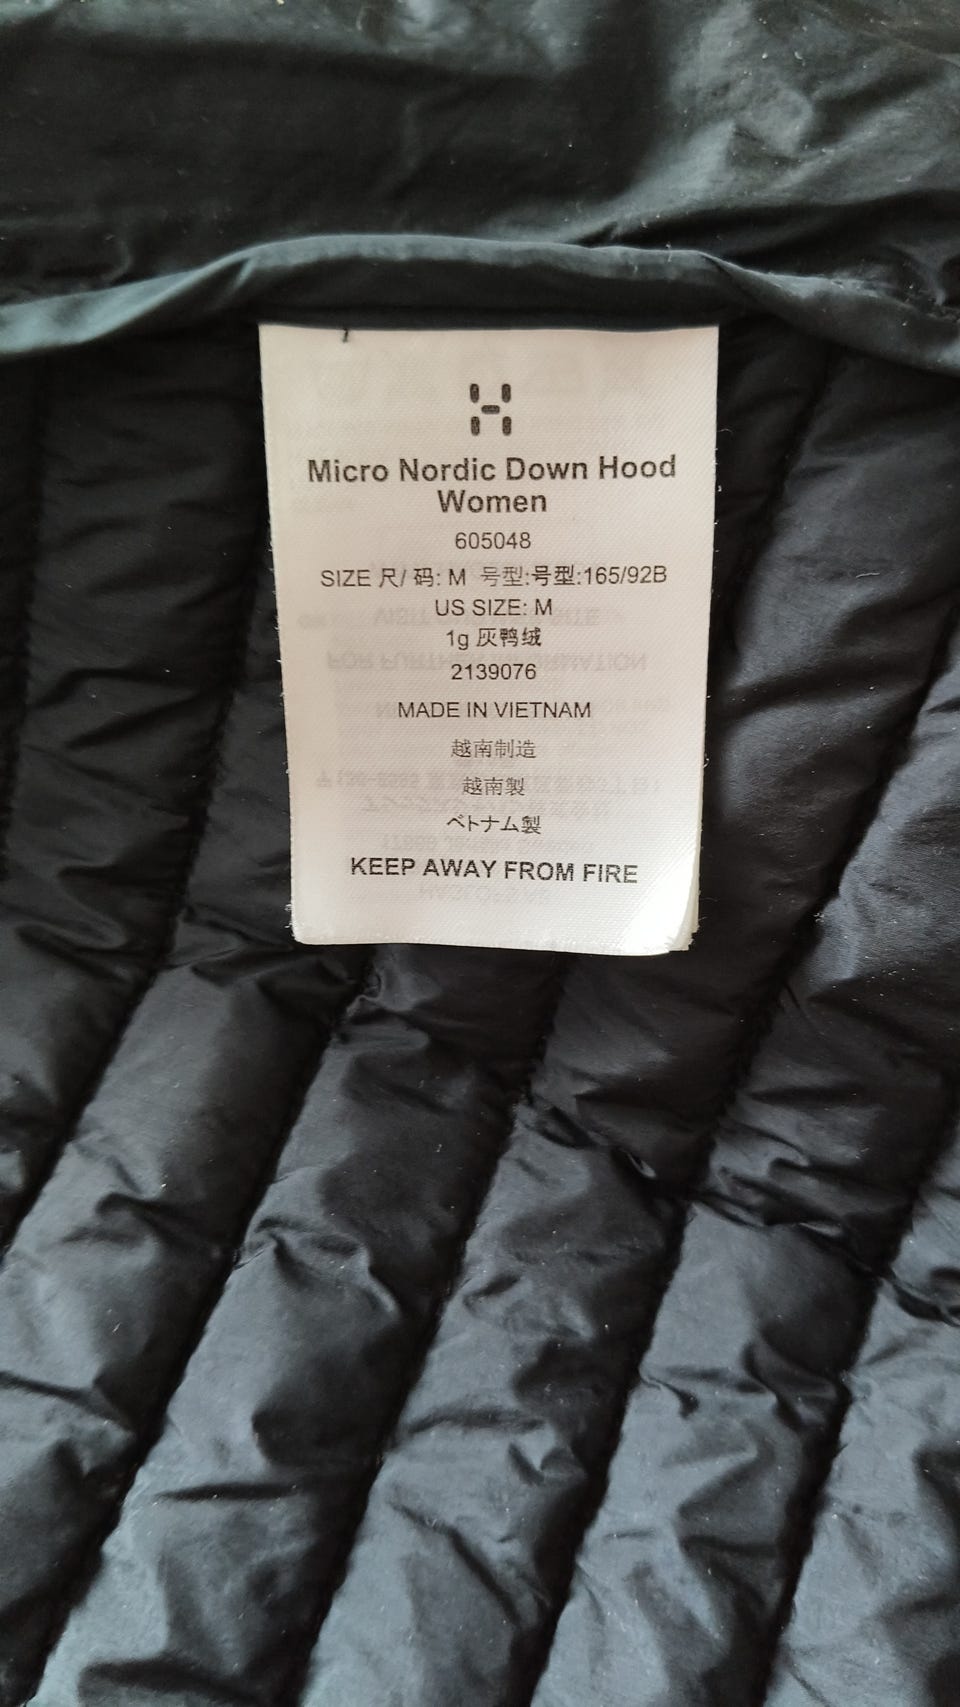 Micro Nordic Down Hood
Women
605048
SIZE 尺/ 码: M 号型:号型:165/92B
US SIZE: M
1g 灰鸭绒
2139076
MADE IN VIETNAM
越南制造
越南製
ベトナム製
KEEP AWAY FROM FIRE